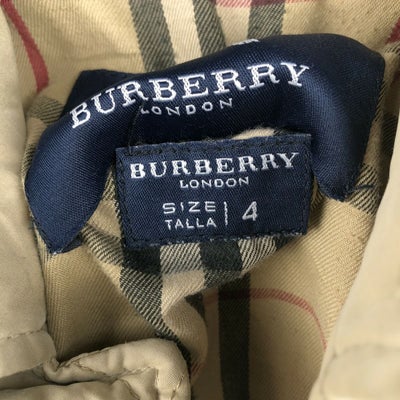 BURBERRY
LONDON
BURBERRY
LONDON
SIZE
TALLA | 4